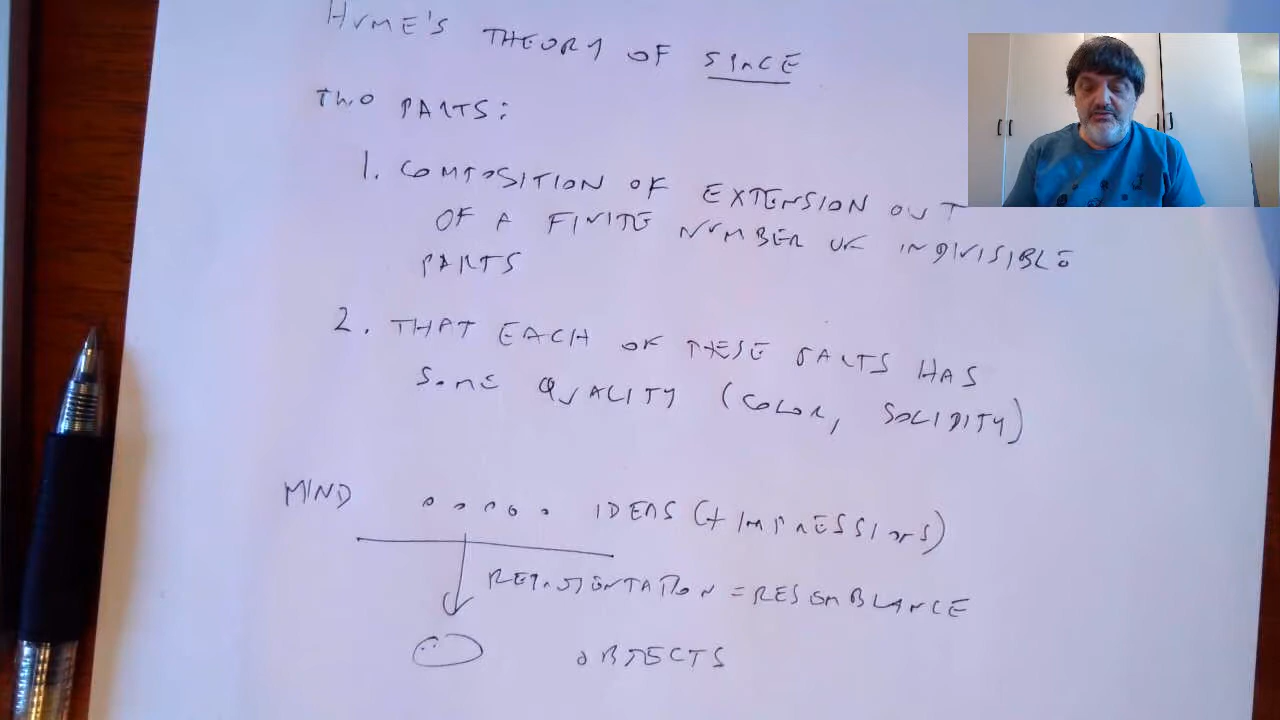 HUME'S THEORY OF SPACE
TWO PARTS:
1. COMPOSITION OF EXTENSION OUT
OF A FINITE NUMBER OF INDIVISIBLE
PARTS
2. THAT EACH OF THESE PARTS HAS
SOME QUALITY (COLOR, SOLIDITY)
MIND IDEAS (+ IMPRESSIONS)
REPRESENTATION = RESEMBLANCE
OBJECTS